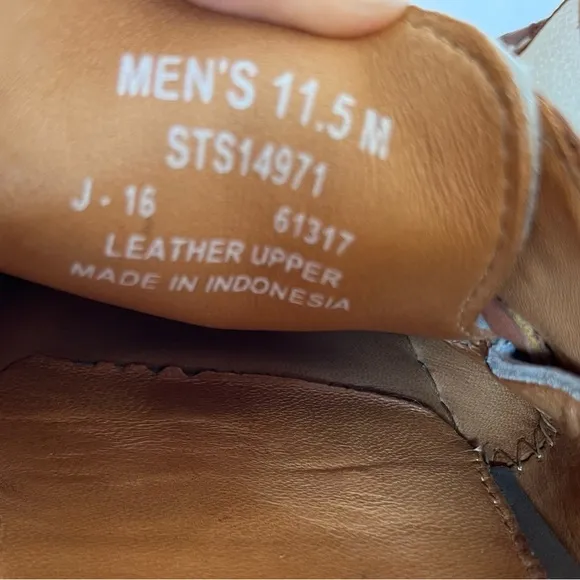 MEN'S 11.5 M
STS14971
J - 16 61317
LEATHER UPPER
MADE IN INDONESIA